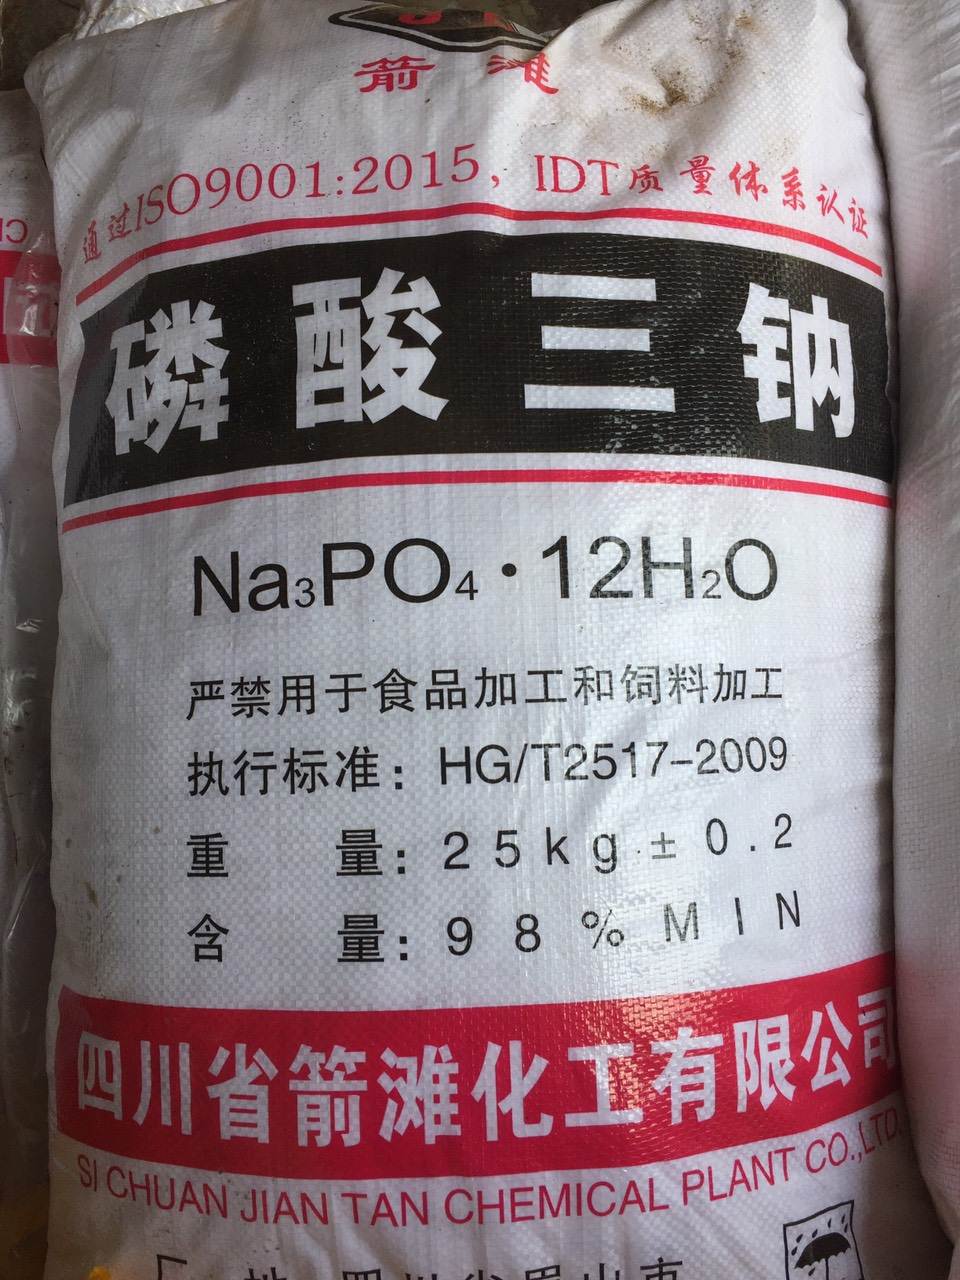 箭滩
通过ISO9001:2015，IDT质量体系认证
磷酸三钠
Na₃PO₄·12H₂O
严禁用于食品加工和饲料加工
执行标准：HG/T2517-2009
重量：25kg±0.2
含量：98%MIN
四川省箭滩化工有限公司
SI CHUAN JIAN TAN CHEMICAL PLANT CO.,LTD.